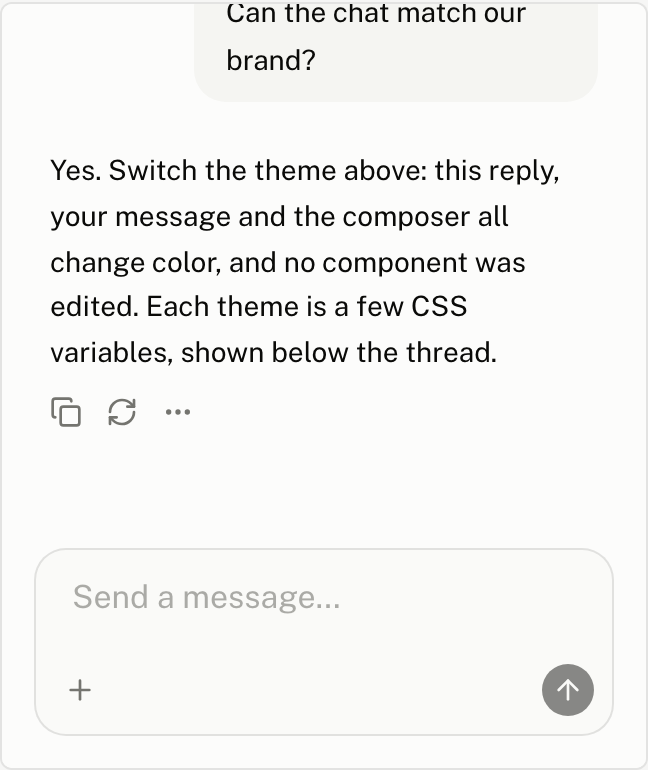 Can the chat match our
brand?
Yes. Switch the theme above: this reply,
your message and the composer all
change color, and no component was
edited. Each theme is a few CSS
variables, shown below the thread.
Send a message...